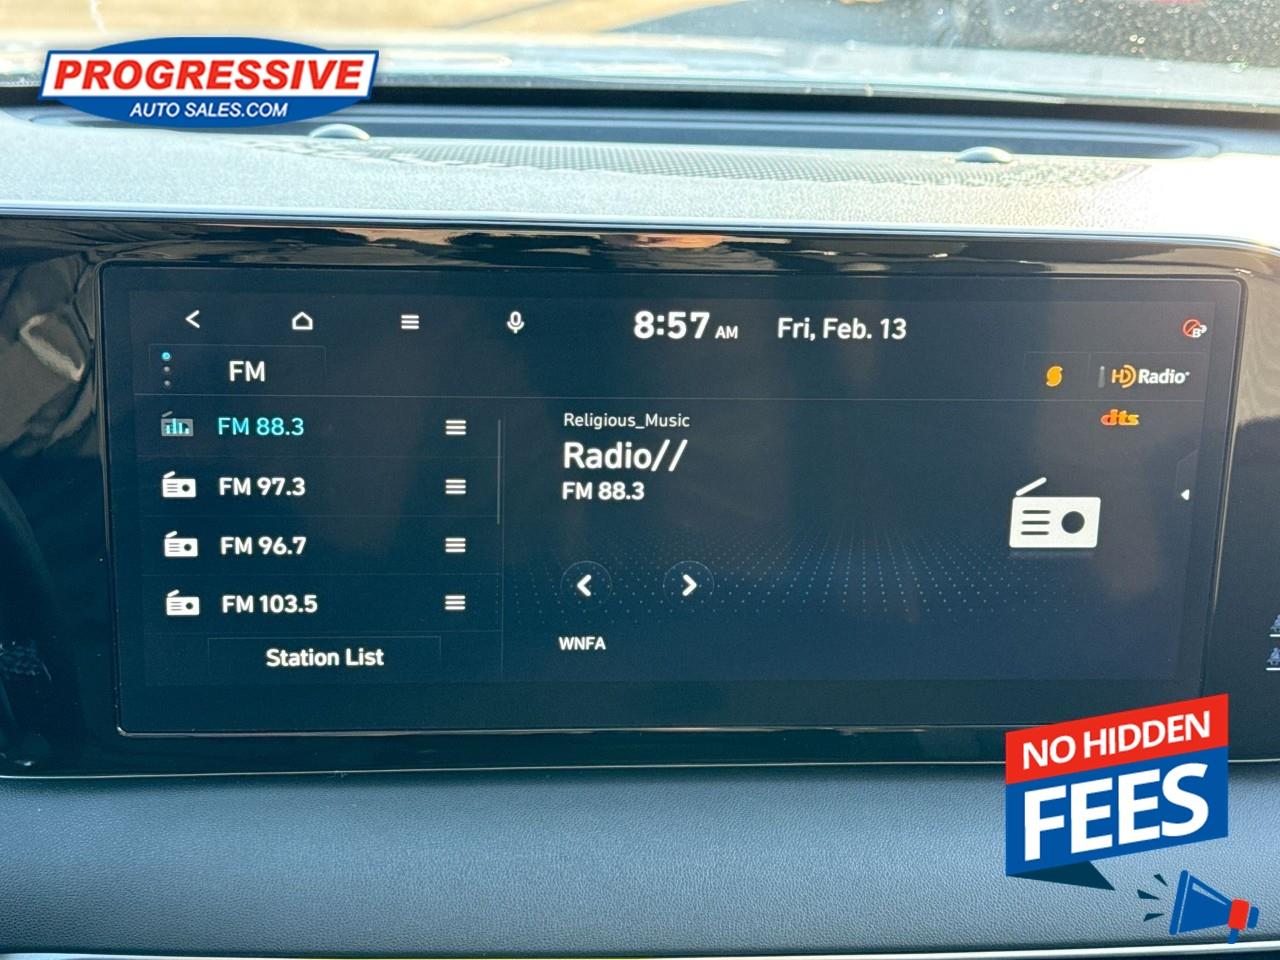 PROGRESSIVE
AUTO SALES.COM
8:57 AM Fri, Feb. 13
FM
HD Radio
dts
FM 88.3
FM 97.3
FM 96.7
FM 103.5
Station List
Religious_Music
Radio//
FM 88.3
WNFA
NO HIDDEN
FEES